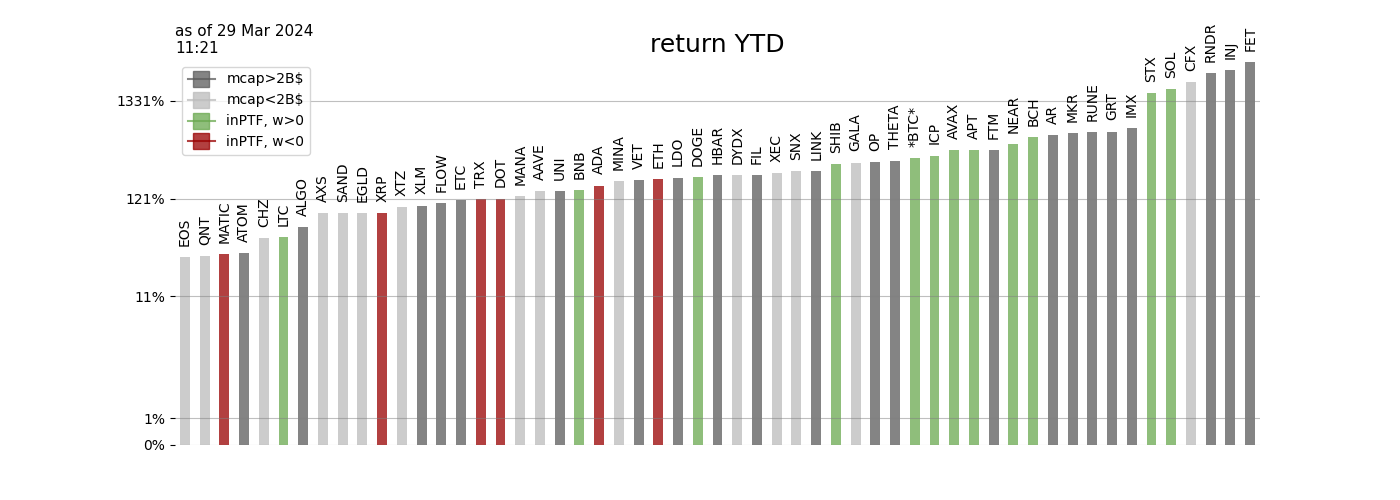 as of 29 Mar 2024
11:21
return YTD
mcap>2B$
mcap<2B$
inPTF, w>0
inPTF, w<0
1331%
121%
11%
1%
0%
EOS
QNT
MATIC
ATOM
CHZ
LTC
ALGO
AXS
SAND
EGLD
XRP
XTZ
XLM
FLOW
ETC
TRX
DOT
MANA
AAVE
UNI
BNB
ADA
MINA
VET
ETH
LDO
DOGE
HBAR
DYDX
FIL
XEC
SNX
LINK
SHIB
GALA
OP
THETA
*BTC*
ICP
AVAX
APT
FTM
NEAR
BCH
AR
MKR
RUNE
GRT
IMX
STX
SOL
CFX
RNDR
INJ
FET